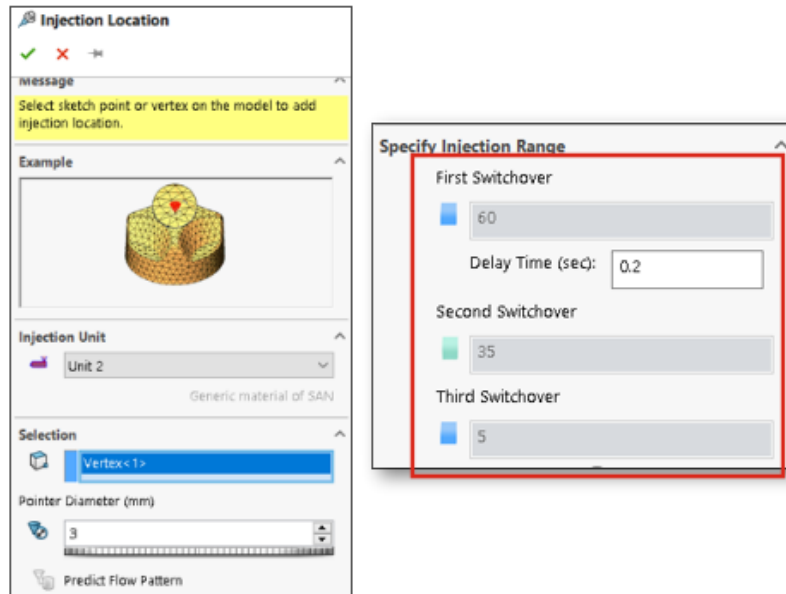 Injection Location
Message
Select sketch point or vertex on the model to add
injection location.
Example
Injection Unit
Unit 2
Generic material of SAN
Selection
Vertex<1>
Pointer Diameter (mm)
3
Predict Flow Pattern
Specify Injection Range
First Switchover
60
Delay Time (sec): 0.2
Second Switchover
35
Third Switchover
5